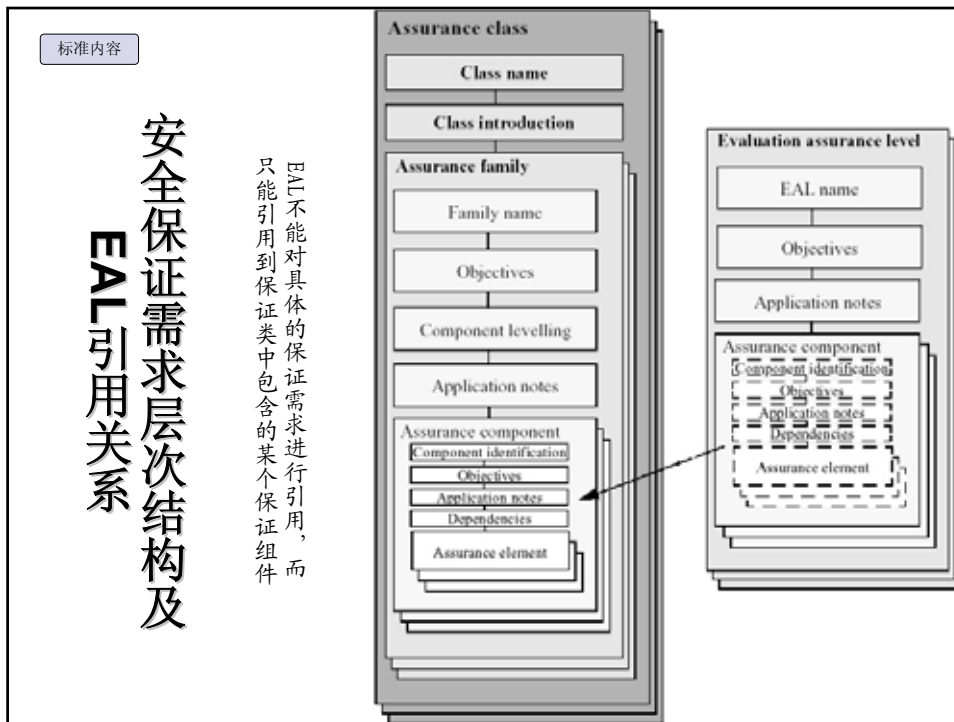 标准内容
安全保证需求层次结构及
EAL引用关系
EAL不能对具体的保证需求进行引用，而
只能引用到保证类中包含的某个保证组件
Assurance class
Class name
Class introduction
Assurance family
Family name
Objectives
Component levelling
Application notes
Assurance component
Component identification
Objectives
Application notes
Dependencies
Assurance element
Evaluation assurance level
EAL name
Objectives
Application notes
Assurance component
Component identification
Objectives
Application notes
Dependencies
Assurance element